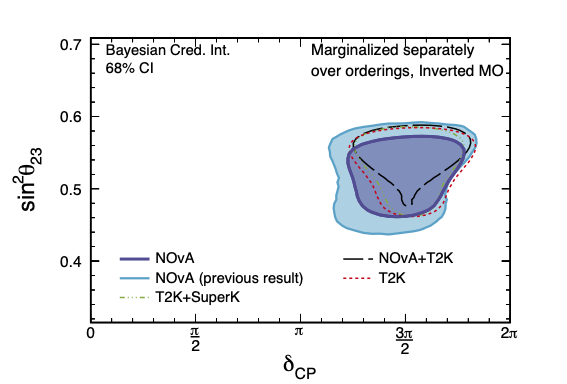 0.7
Bayesian Cred. Int.
68% CI
Marginalized separately
over orderings, Inverted MO
0.6
sin²θ₂₃
0.5
0.4
NOvA
NOvA (previous result)
T2K+SuperK
NOvA+T2K
T2K
0
π/2
π
3π/2
2π
δCP